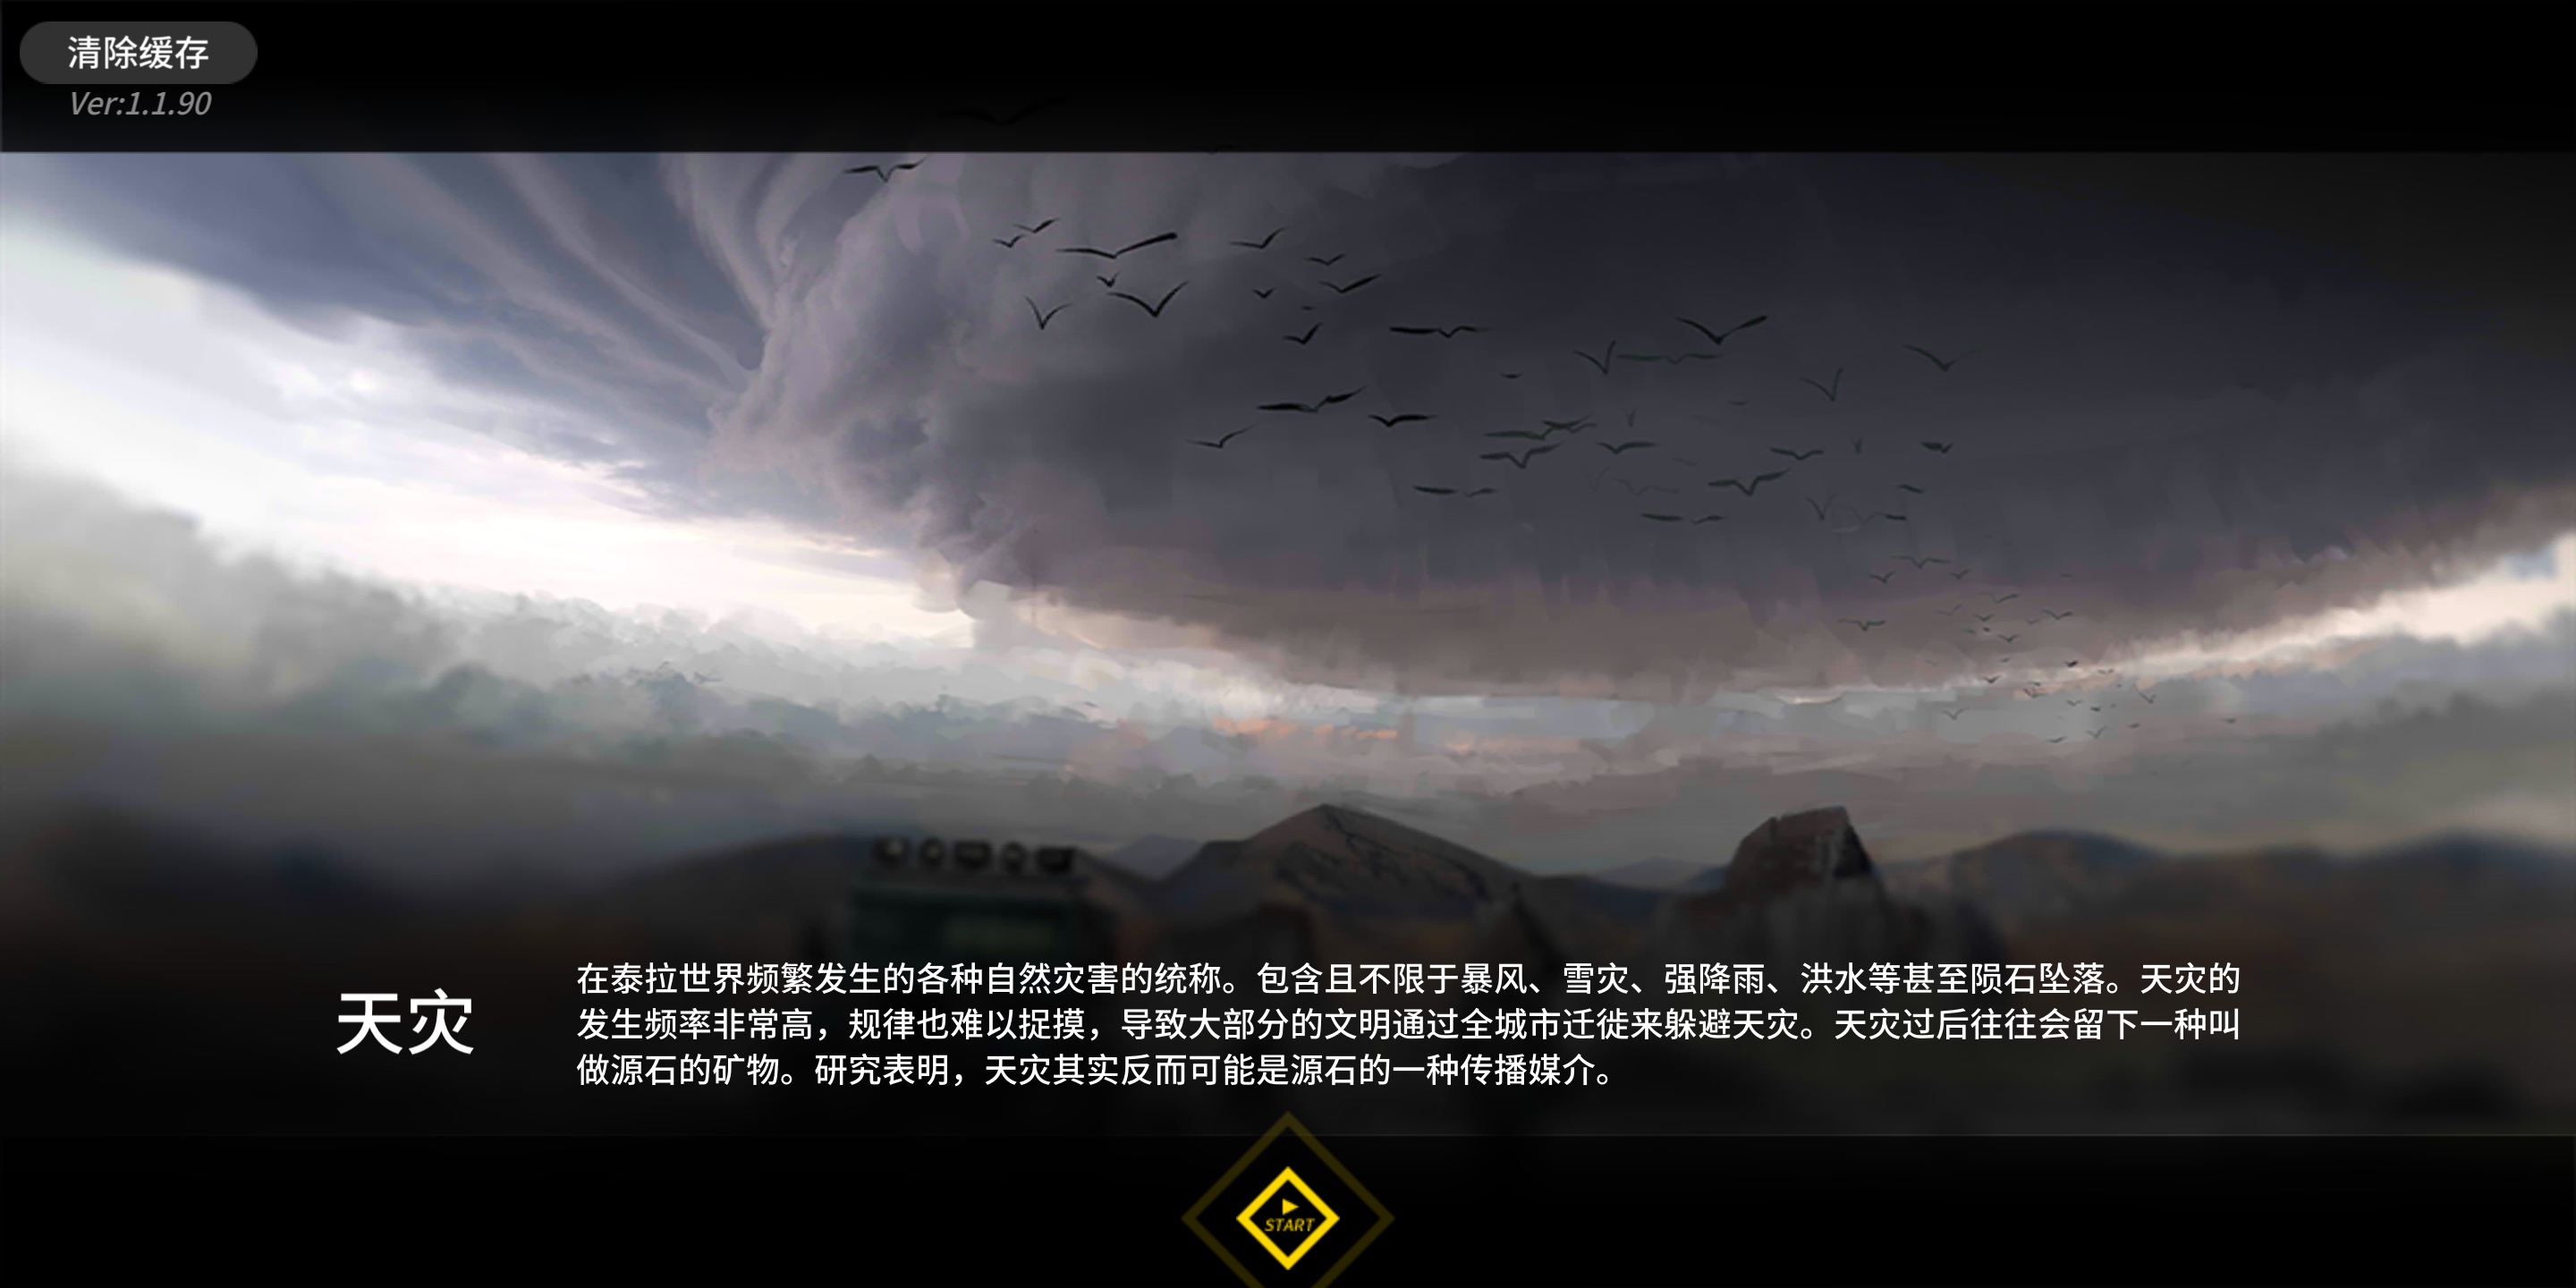 清除缓存
Ver:1.1.90
天灾
在泰拉世界频繁发生的各种自然灾害的统称。包含且不限于暴风、雪灾、强降雨、洪水等甚至陨石坠落。天灾的
发生频率非常高，规律也难以捉摸，导致大部分的文明通过全城市迁徙来躲避天灾。天灾过后往往会留下一种叫
做源石的矿物。研究表明，天灾其实反而可能是源石的一种传播媒介。
START